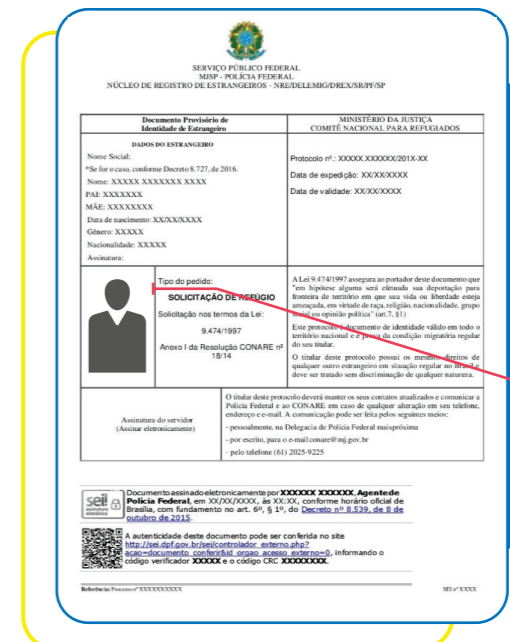 SERVIÇO PÚBLICO FEDERAL
MJSP - POLÍCIA FEDERAL
NÚCLEO DE REGISTRO DE ESTRANGEIROS - NRE/DELEMIG/DREX/SR/PF/SP
Documento Provisório de
Identidade de Estrangeiro
MINISTÉRIO DA JUSTIÇA
COMITÊ NACIONAL PARA REFUGIADOS
DADOS DO ESTRANGEIRO
Nome Social:
*Se for o caso, conforme Decreto 8.727, de 2016.
Nome: XXXXX XXXXXXX XXXX
PAI: XXXXXXX
MÃE: XXXXXXXX
Data de nascimento: XX/XX/XXXX
Gênero: XXXXX
Nacionalidade: XXXXX
Assinatura:
Protocolo nº.: XXXXX.XXXXXX/201X-XX
Data de expedição: XX/XX/XXXX
Data de validade: XX/XX/XXXX
Tipo do pedido:
SOLICITAÇÃO DE REFÚGIO
Solicitação nos termos da Lei:
9.474/1997
Anexo I da Resolução CONARE nº
18/14
A Lei 9.474/1997 assegura ao portador deste documento que
"em hipótese alguma será efetuada sua deportação para
fronteira de território em que sua vida ou liberdade esteja
ameaçada, em virtude de raça, religião, nacionalidade, grupo
social ou opinião política" (art.7, §1)
Este protocolo é documento de identidade válido em todo o
território nacional e é prova da condição migratória regular
do seu titular.
O titular deste protocolo possui os mesmos direitos de
qualquer outro estrangeiro em situação regular no Brasil e
deve ser tratado sem discriminação de qualquer natureza.
Assinatura do servidor
(Assinar eletronicamente)
O titular deste protocolo deverá manter os seus contatos atualizados e comunicar a
Polícia Federal e ao CONARE em caso de qualquer alteração em seu telefone,
endereço e e-mail. A comunicação pode ser feita pelos seguintes meios:
- pessoalmente, na Delegacia de Polícia Federal mais próxima
- por escrito, para o e-mail conare@mj.gov.br
- pelo telefone (61) 2025-9225
sei!
assinatura
eletrônica
Documento assinado eletronicamente por XXXXXX XXXXXX, Agente de
Polícia Federal, em XX/XX/XXXX, às XX:XX, conforme horário oficial de
Brasília, com fundamento no art. 6º, § 1º, do Decreto nº 8.539, de 8 de
outubro de 2015.
A autenticidade deste documento pode ser conferida no site
http://sei.dpf.gov.br/sei/controlador_externo.php?
acao=documento_conferir&id_orgao_acesso_externo=0, informando o
código verificador XXXXX e o código CRC XXXXXXXX.
Referência: Processo nº XXXXXXXXXX
SEI nº XXXX